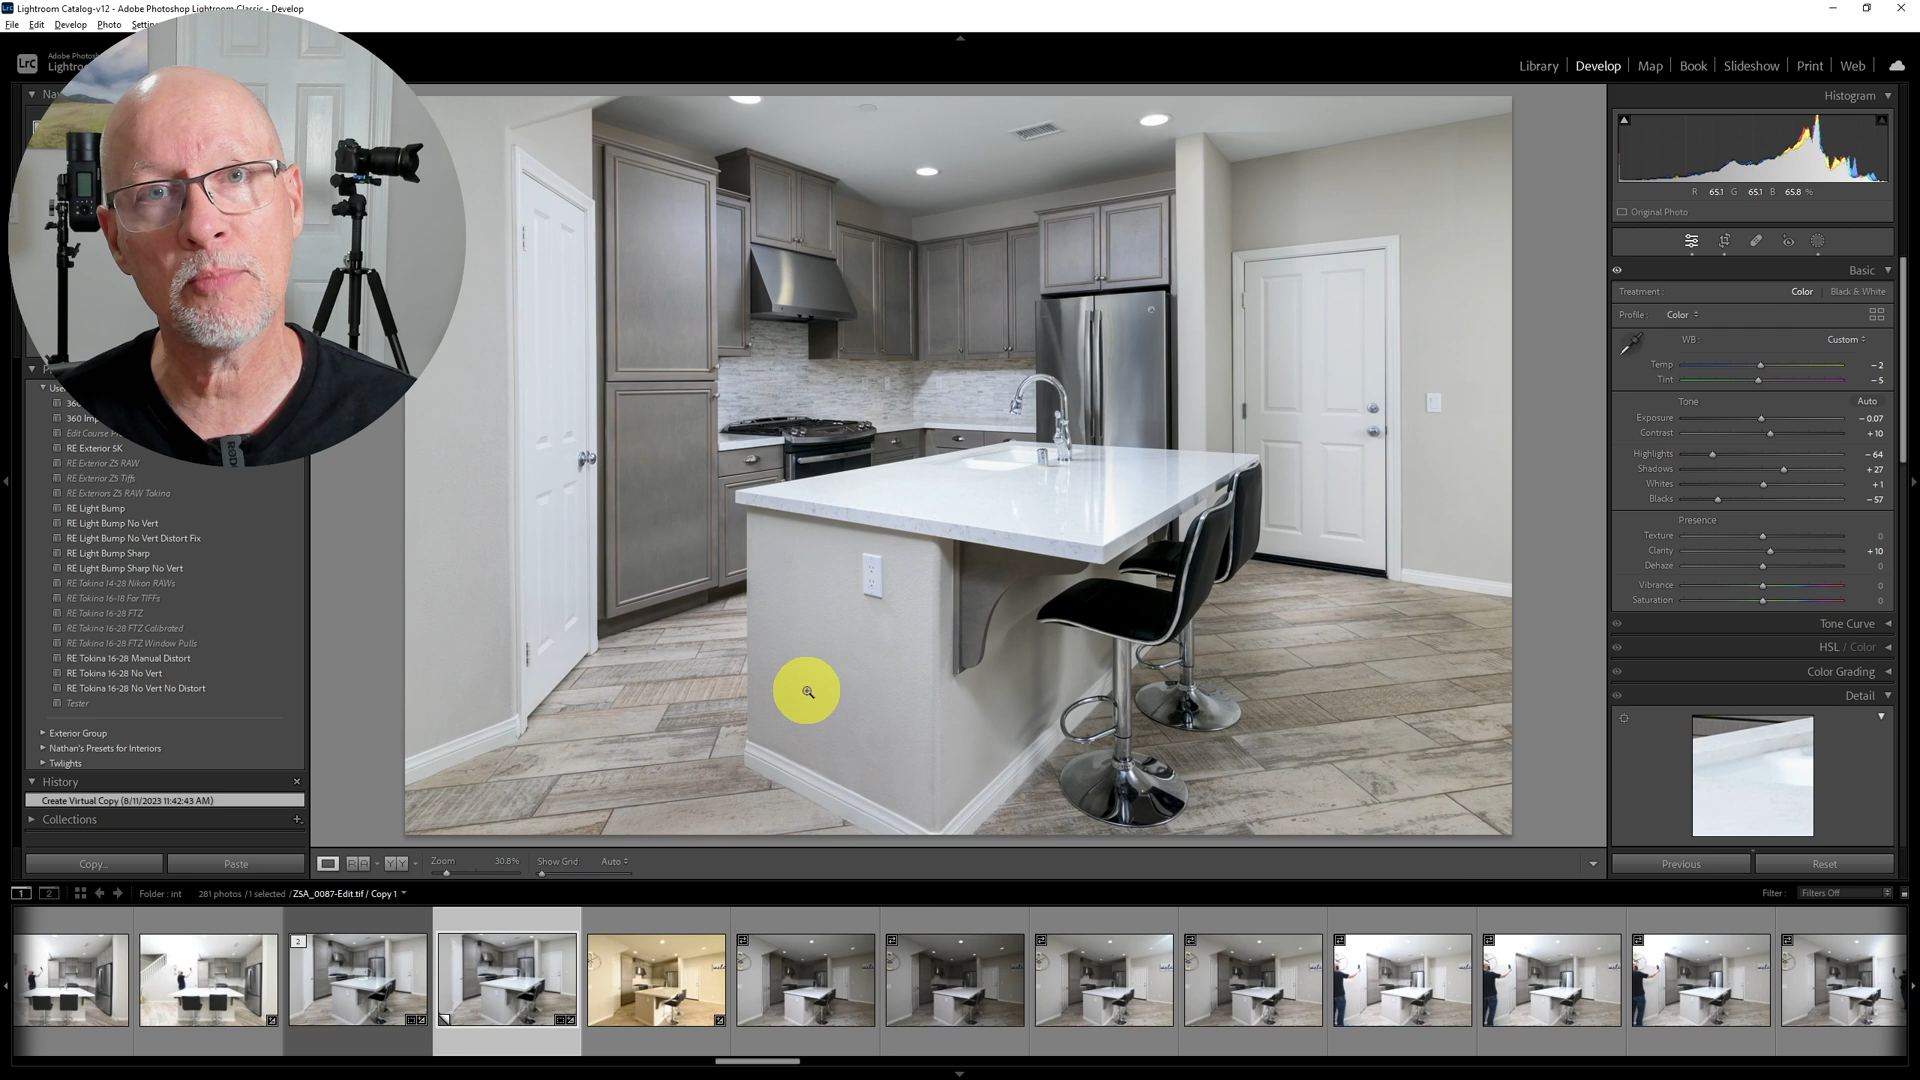 Lightroom Catalog-v12 - Adobe Photoshop Lightroom Classic - Develop
File Edit Develop Photo
LrC
Library | Develop | Map | Book | Slideshow | Print | Web
Histogram
R 65.1 G 65.1 B 65.8 %
Original Photo
Basic
Treatment : Color Black & White
Profile : Color
WB : Custom
Temp - 2
Tint - 5
Tone Auto
Exposure - 0.07
Contrast + 10
Highlights - 64
Shadows + 27
Whites + 1
Blacks - 57
Presence
Texture 0
Clarity + 10
Dehaze 0
Vibrance 0
Saturation 0
Tone Curve
HSL / Color
Color Grading
Detail
Previous Reset
RE Exterior 5K
RE Exterior Z5 RAW
RE Exterior Z5 Tiffs
RE Exteriors Z5 RAW Tokina
RE Light Bump
RE Light Bump No Vert
RE Light Bump No Vert Distort Fix
RE Light Bump Sharp
RE Light Bump Sharp No Vert
RE Tokina 14-28 Nikon RAWs
RE Tokina 16-18 For TIFFs
RE Tokina 16-28 FTZ
RE Tokina 16-28 FTZ Calibrated
RE Tokina 16-28 FTZ Window Pulls
RE Tokina 16-28 Manual Distort
RE Tokina 16-28 No Vert
RE Tokina 16-28 No Vert No Distort
Tester
Exterior Group
Nathan's Presets for Interiors
Twlights
History
Create Virtual Copy (8/11/2023 11:42:43 AM)
Collections
Copy... Paste
Zoom 30.8% Show Grid: Auto
1 2 Folder : int 281 photos / 1 selected / ZSA_0087-Edit.tif / Copy 1 Filter : Filters Off
2